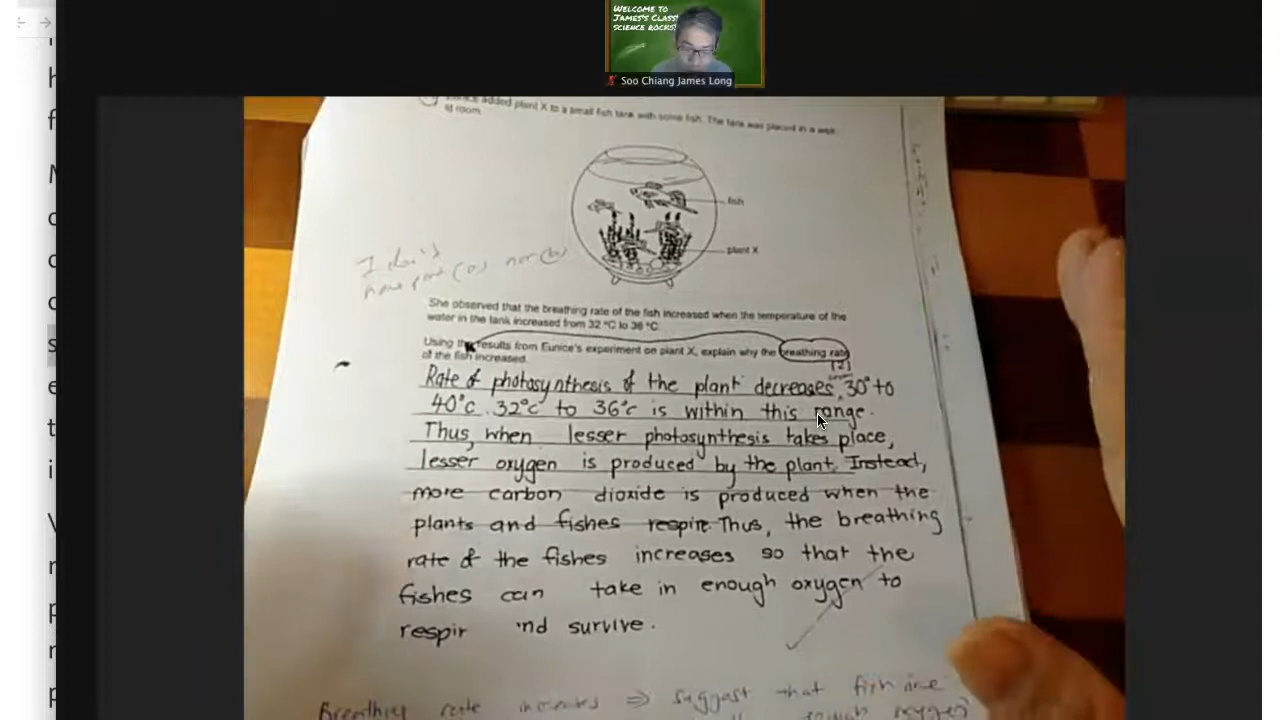 WELCOME TO
JAMES'S CLASS!
SCIENCE ROCKS!
Soo Chiang James Long
added plant X to a small fish tank with some fish. The tank was placed in a well-
lit room.
fish
plant X
I don't
have part (a) nor (b)
She observed that the breathing rate of the fish increased when the temperature of the
water in the tank increased from 32 °C to 36 °C.
Using the results from Eunice's experiment on plant X, explain why the breathing rate
of the fish increased.
[2]
Rate of photosynthesis of the plant decreases 30° to
40°C. 32°C to 36°C is within this range.
Thus, when lesser photosynthesis takes place,
lesser oxygen is produced by the plant. Instead,
more carbon dioxide is produced when the
plants and fishes respire. Thus, the breathing
rate of the fishes increases so that the
fishes can take in enough oxygen to
respir nd survive.
Breathing rate increases ⇒ suggest that fish
oxygen